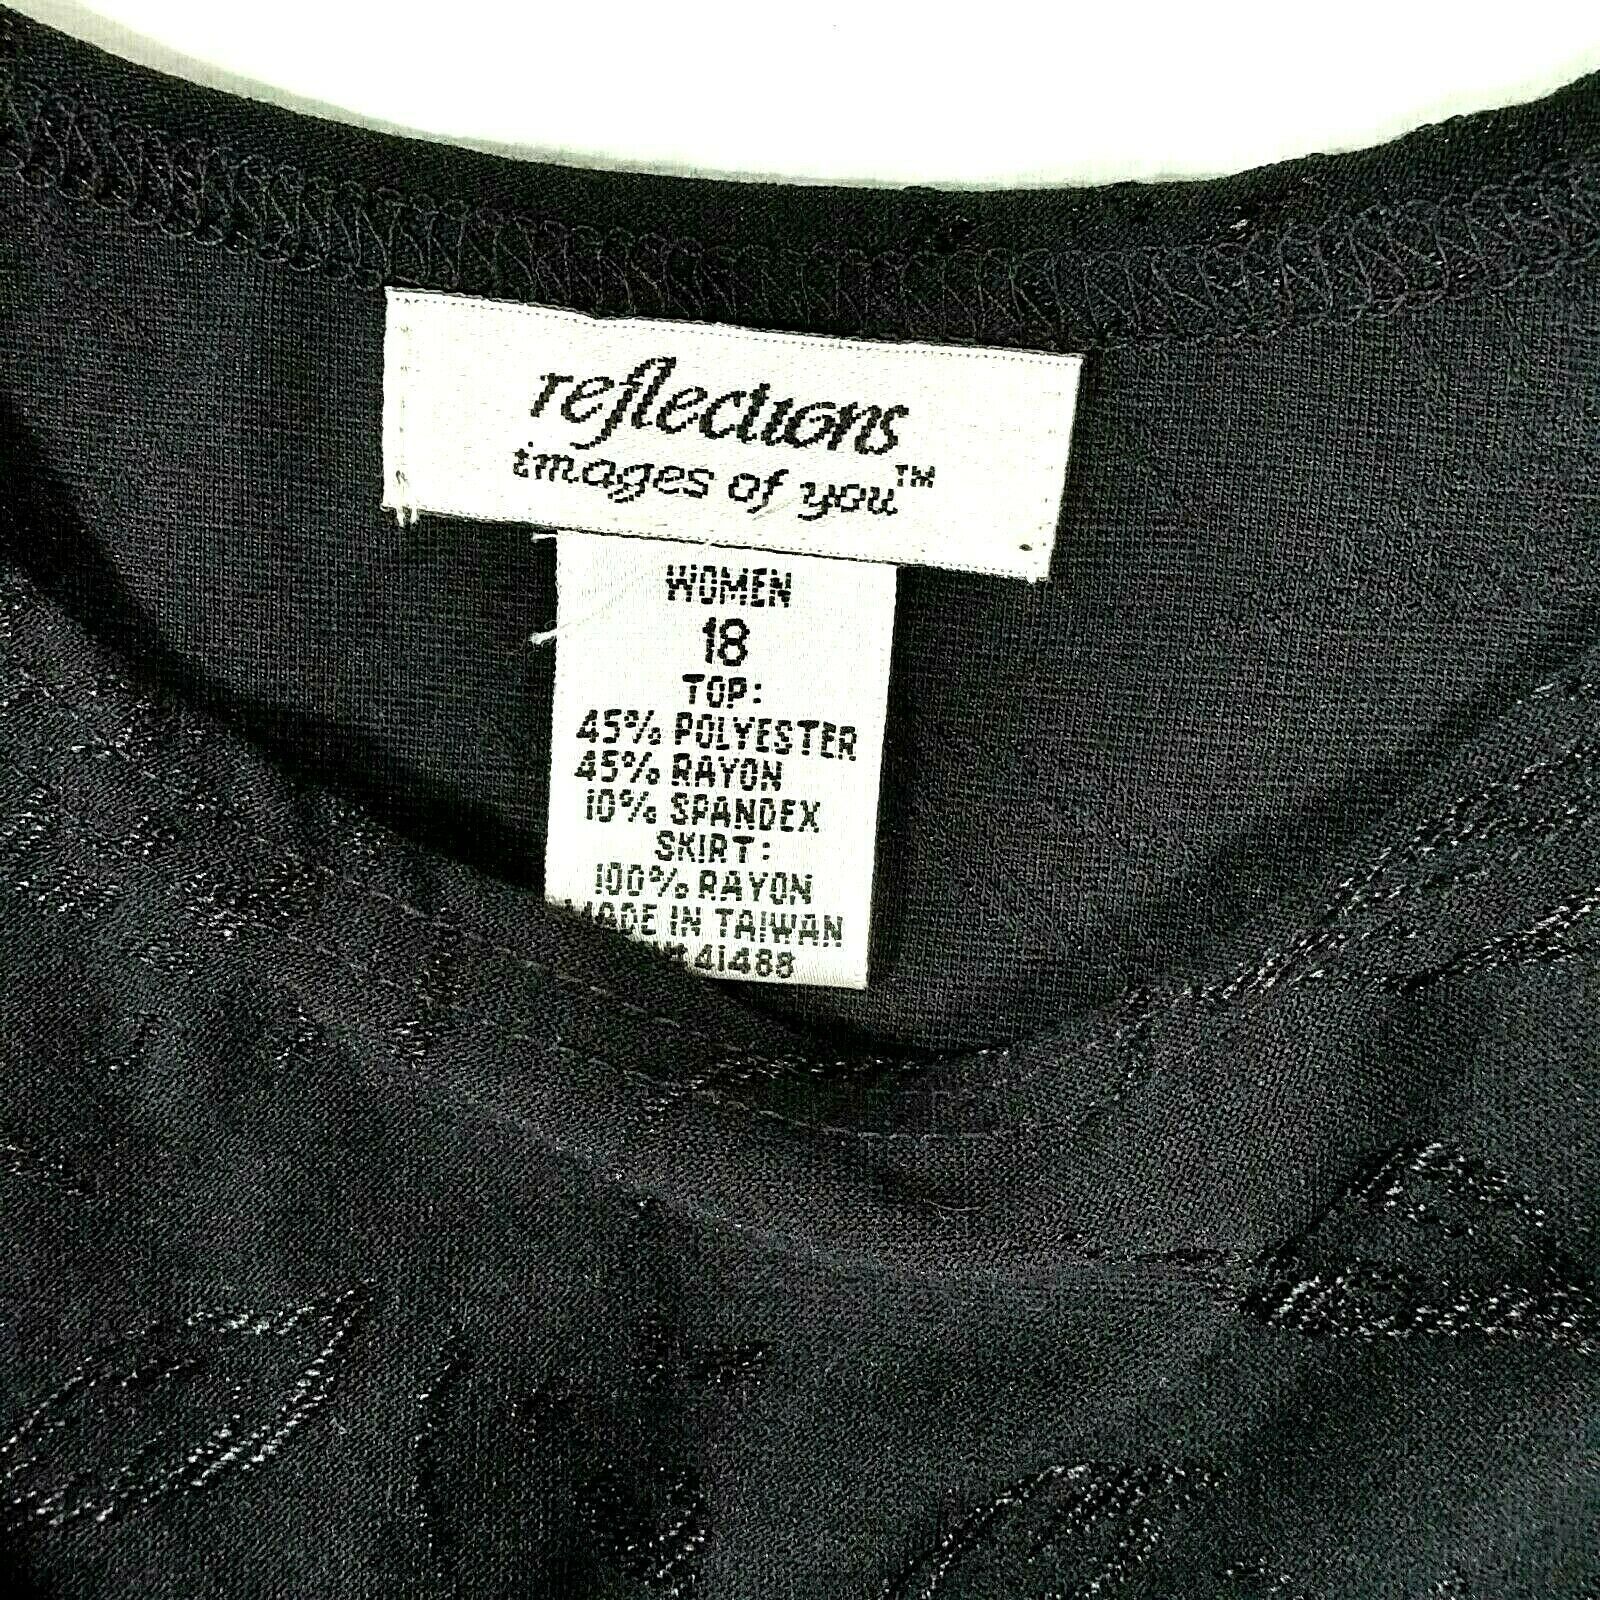 reflections
images of you™
WOMEN
18
TOP:
45% POLYESTER
45% RAYON
10% SPANDEX
SKIRT:
100% RAYON
MADE IN TAIWAN
41488